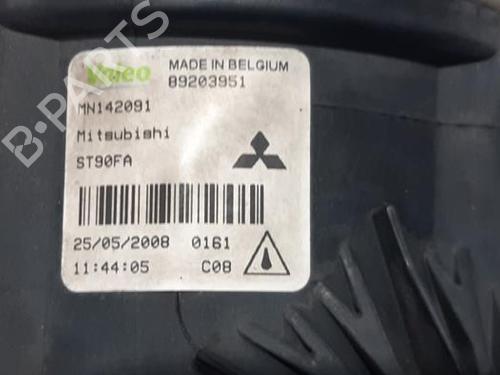 B-PARTS
Valeo
MADE IN BELGIUM
89203951
MN142091
Mitsubishi
ST90FA
25/05/2008 0161
11:44:05 C08